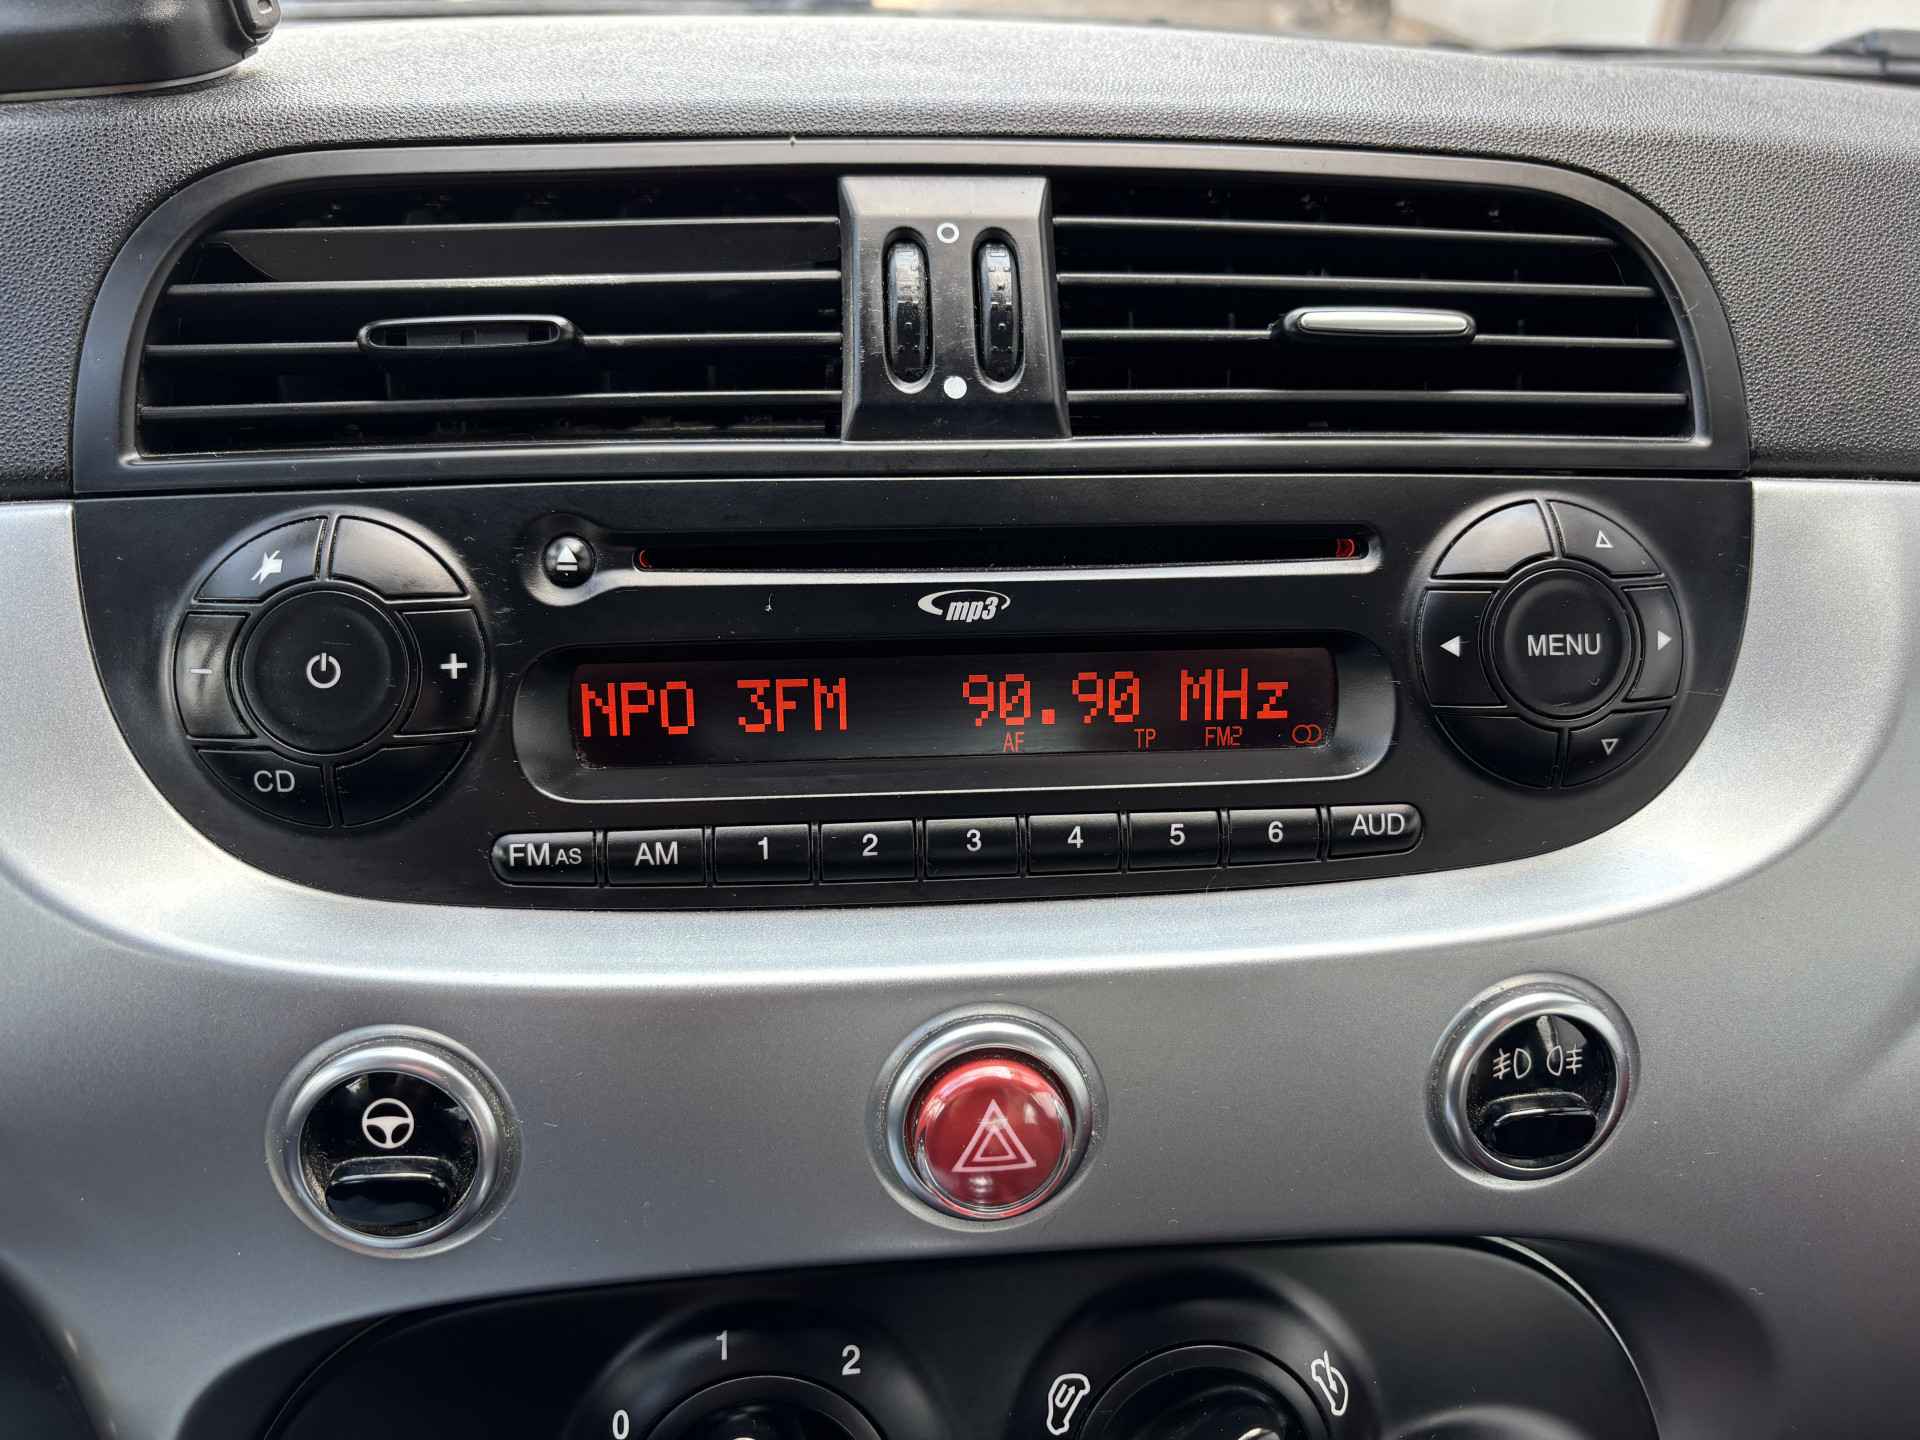 mp3
NPO 3FM 90.90 MHz
AF TP FM2
MENU
CD
FM AS AM 1 2 3 4 5 6 AUD
0 1 2